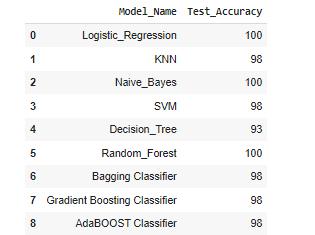 Model_Name Test_Accuracy
0 Logistic_Regression 100
1 KNN 98
2 Naive_Bayes 100
3 SVM 98
4 Decision_Tree 93
5 Random_Forest 100
6 Bagging Classifier 98
7 Gradient Boosting Classifier 98
8 AdaBOOST Classifier 98